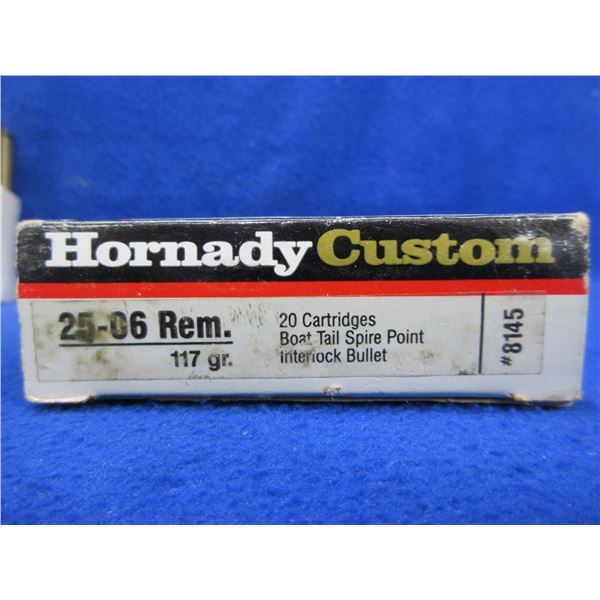 Hornady Custom
25-06 Rem.
117 gr.
20 Cartridges
Boat Tail Spire Point
Interlock Bullet
#8145